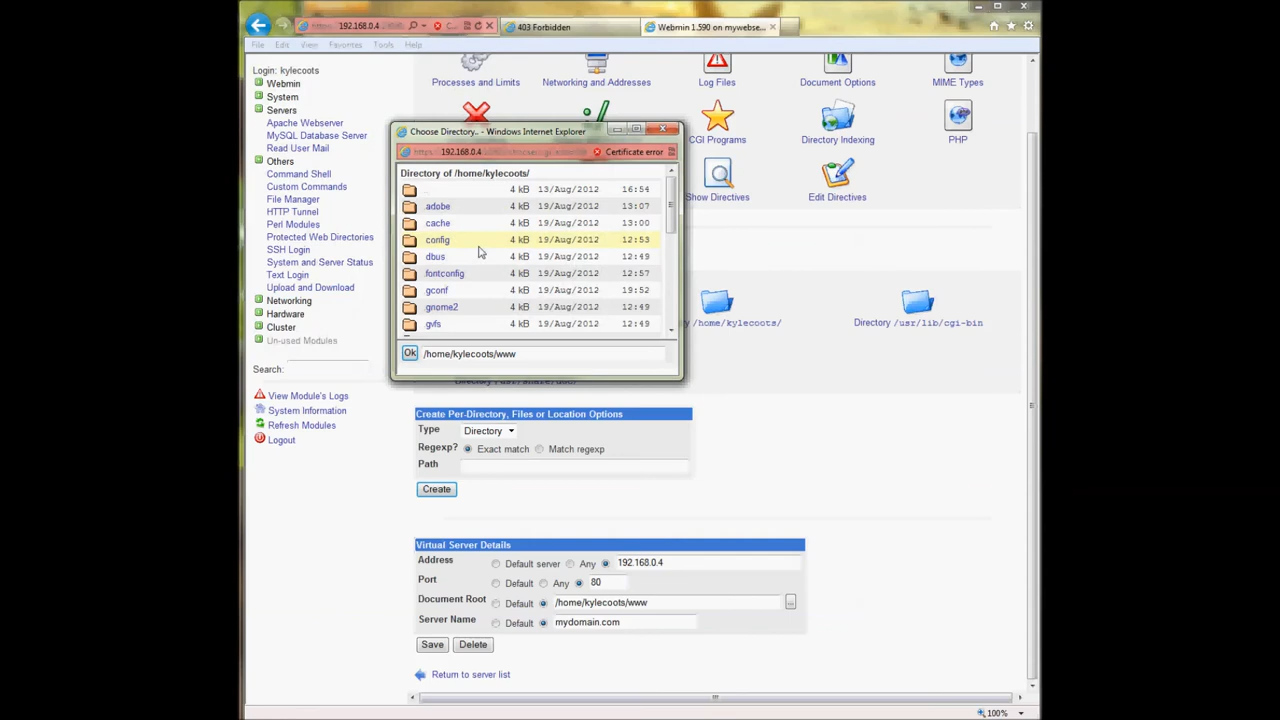 192.168.0.4
403 Forbidden
Webmin 1.590 on mywebse...
File Edit View Favorites Tools Help
Login: kylecoots
Webmin
System
Servers
Apache Webserver
MySQL Database Server
Read User Mail
Others
Command Shell
Custom Commands
File Manager
HTTP Tunnel
Perl Modules
Protected Web Directories
SSH Login
System and Server Status
Text Login
Upload and Download
Networking
Hardware
Cluster
Un-used Modules
Search:
View Module's Logs
System Information
Refresh Modules
Logout
Processes and Limits
Networking and Addresses
Log Files
Document Options
MIME Types
CGI Programs
Directory Indexing
PHP
Show Directives
Edit Directives
Choose Directory.. - Windows Internet Explorer
192.168.0.4
Certificate error
Directory of /home/kylecoots/
.. 4 kB 13/Aug/2012 16:54
adobe 4 kB 19/Aug/2012 13:07
cache 4 kB 19/Aug/2012 13:00
config 4 kB 19/Aug/2012 12:53
dbus 4 kB 19/Aug/2012 12:49
fontconfig 4 kB 19/Aug/2012 12:57
gconf 4 kB 19/Aug/2012 19:52
gnome2 4 kB 19/Aug/2012 12:49
gvfs 4 kB 19/Aug/2012 12:49
Ok /home/kylecoots/www
/home/kylecoots/
Directory /usr/lib/cgi-bin
Create Per-Directory, Files or Location Options
Type Directory
Regexp? Exact match Match regexp
Path
Create
Virtual Server Details
Address Default server Any 192.168.0.4
Port Default Any 80
Document Root Default /home/kylecoots/www ...
Server Name Default mydomain.com
Save Delete
Return to server list
100%